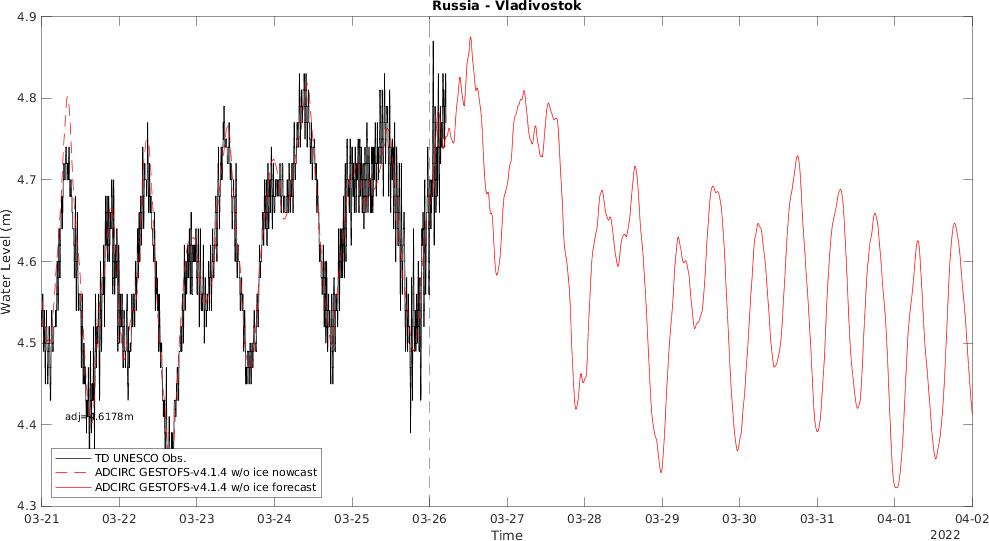 Russia - Vladivostok
4.9
4.8
4.7
4.6
4.5
4.4
4.3
Water Level (m)
TD UNESCO Obs.
ADCIRC GESTOFS-v4.1.4 w/o ice nowcast
ADCIRC GESTOFS-v4.1.4 w/o ice forecast
03-21 03-22 03-23 03-24 03-25 03-26 03-27 03-28 03-29 03-30 03-31 04-01 04-02
Time
2022